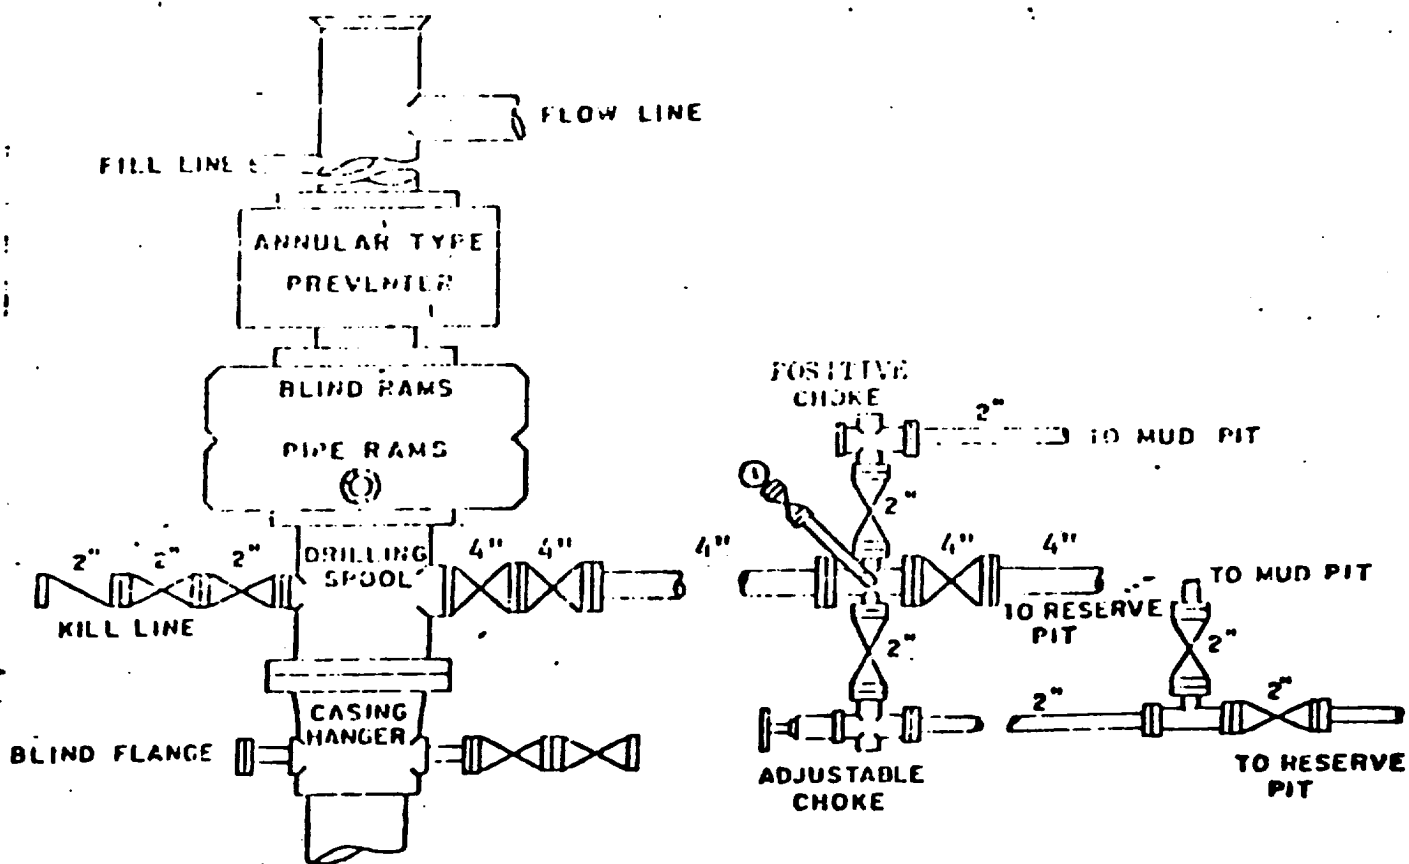 FLOW LINE
FILL LINE
ANNULAR TYPE
PREVENTER
BLIND RAMS
PIPE RAMS
POSITIVE
CHOKE
2"
TO MUD PIT
2"
DRILLING
SPOOL
2" 2" 2"
4" 4"
4"
4" 4"
KILL LINE
TO RESERVE
PIT
TO MUD PIT
2"
2"
2" 2"
CASING
HANGER
BLIND FLANGE
ADJUSTABLE
CHOKE
TO RESERVE
PIT